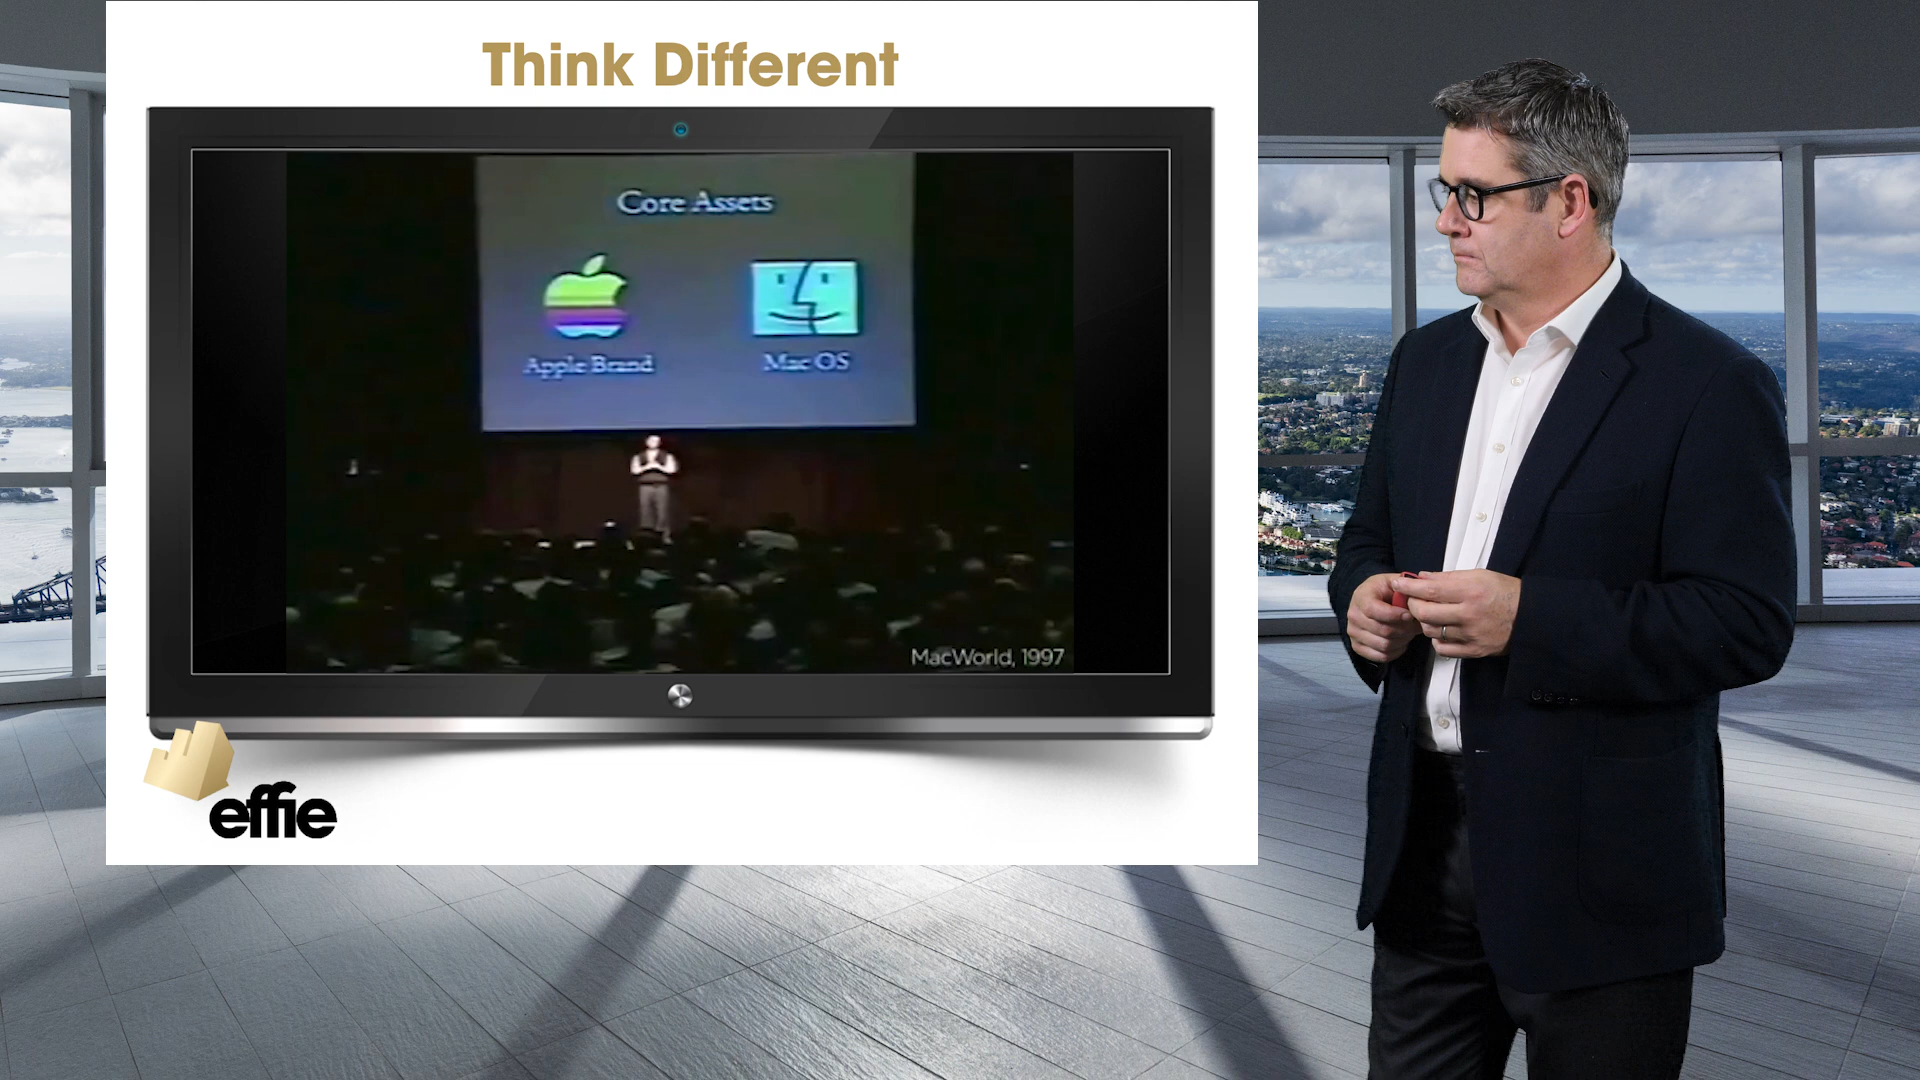 Think Different
Core Assets
Apple Brand
Mac OS
MacWorld, 1997
effie